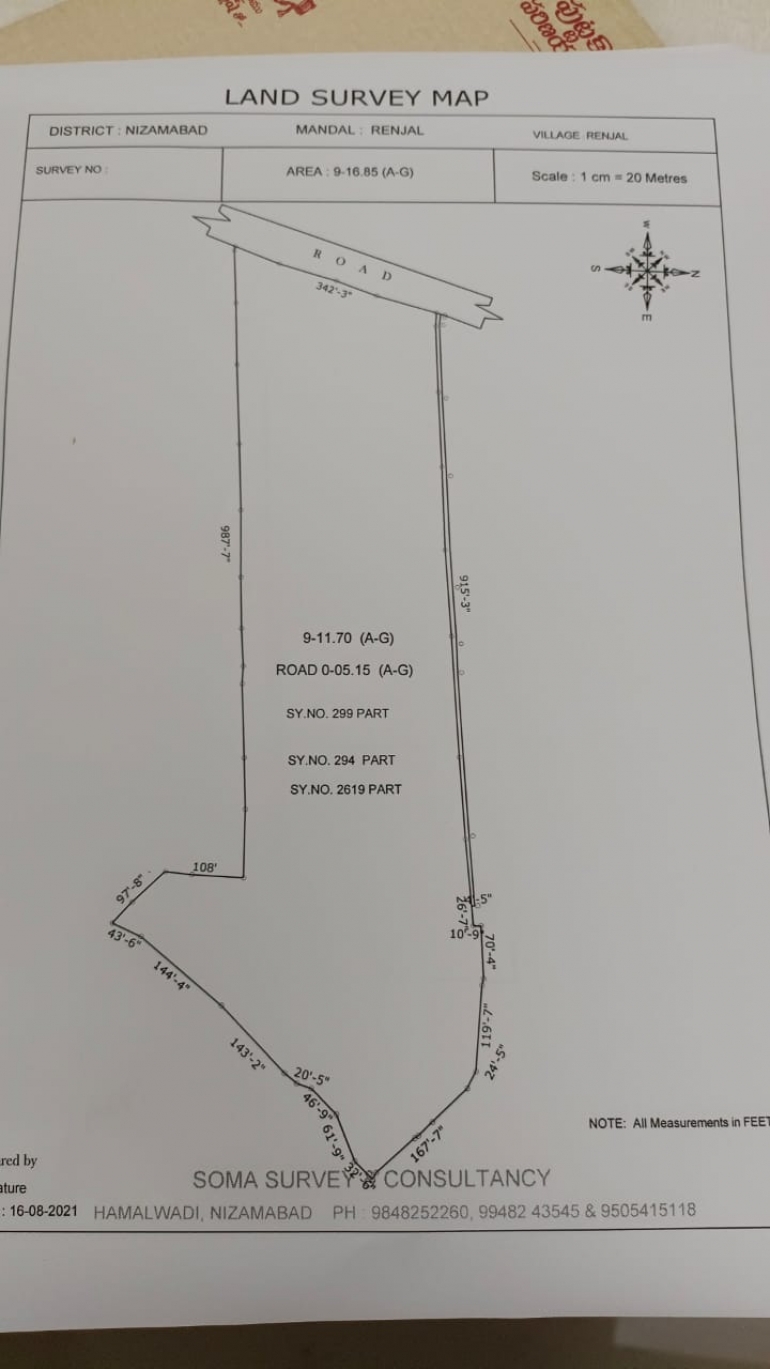 LAND SURVEY MAP
DISTRICT : NIZAMABAD
MANDAL : RENJAL
VILLAGE RENJAL
SURVEY NO :
AREA : 9-16.85 (A-G)
Scale : 1 cm = 20 Metres
ROAD
342'-3"
W
S
N
E
987'-7"
915'-3"
9-11.70 (A-G)
ROAD 0-05.15 (A-G)
SY.NO. 299 PART
SY.NO. 294 PART
SY.NO. 2619 PART
108'
97'-8"
43'-6"
26'-7"
10'-9"
70'-4"
144'-4"
119'-7"
143'-2"
24'-5"
20'-5"
46'-9"
61'-9"
32'-6"
167'-7"
NOTE: All Measurements in FEET
red by
SOMA SURVEY CONSULTANCY
ature
: 16-08-2021
HAMALWADI, NIZAMABAD PH : 9848252260, 99482 43545 & 9505415118